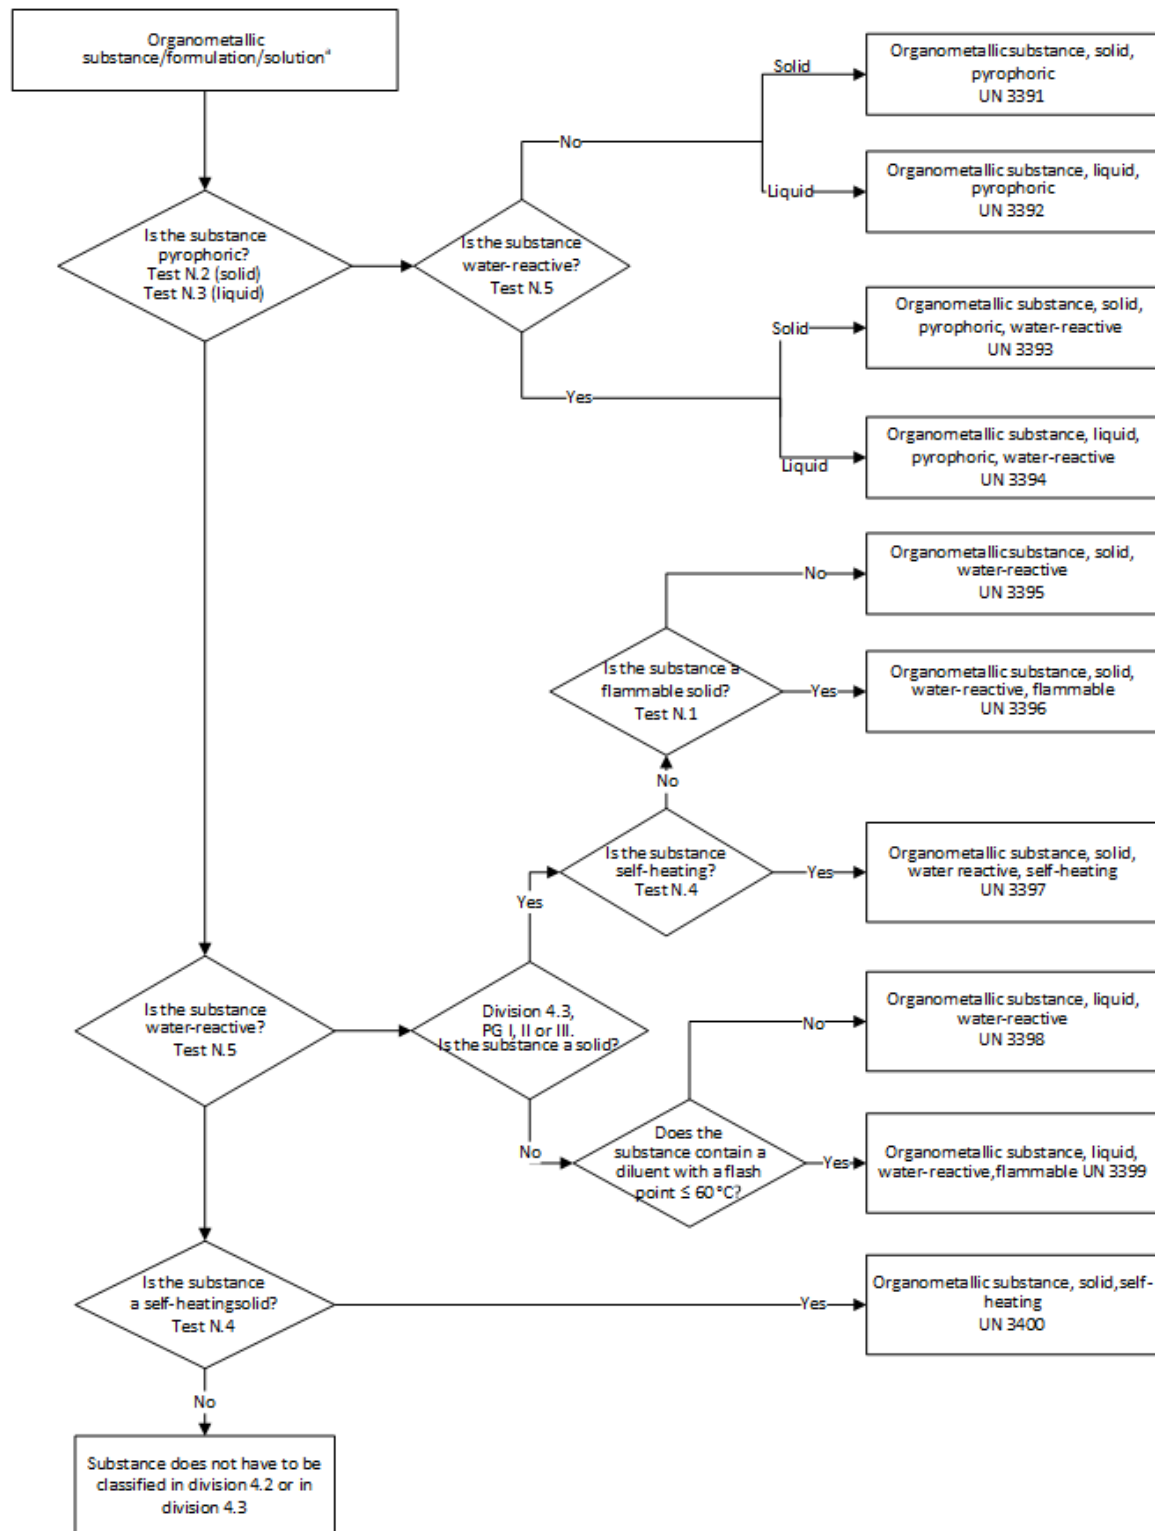 Organometallic
substance/formulation/solutionª
Is the substance
pyrophoric?
Test N.2 (solid)
Test N.3 (liquid)
Is the substance
water-reactive?
Test N.5
No
Solid
Organometallicsubstance, solid,
pyrophoric
UN 3391
Liquid
Organometallic substance, liquid,
pyrophoric
UN 3392
Yes
Solid
Organometallic substance, solid,
pyrophoric, water-reactive
UN 3393
Liquid
Organometallic substance, liquid,
pyrophoric, water-reactive
UN 3394
No
Organometallicsubstance, solid,
water-reactive
UN 3395
Is the substance a
flammable solid?
Test N.1
Yes
Organometallic substance, solid,
water-reactive, flammable
UN 3396
No
Is the substance
self-heating?
Test N.4
Yes
Organometallic substance, solid,
water reactive, self-heating
UN 3397
Yes
Is the substance
water-reactive?
Test N.5
Division 4.3,
PG I, II or III.
Is the substance a solid?
No
Organometallic substance, liquid,
water-reactive
UN 3398
No
Does the
substance contain a
diluent with a flash
point ≤ 60°C?
Yes
Organometallic substance, liquid,
water-reactive,flammable UN 3399
Is the substance
a self-heatingsolid?
Test N.4
Yes
Organometallic substance, solid,self-
heating
UN 3400
No
Substance does not have to be
classified in division 4.2 or in
division 4.3